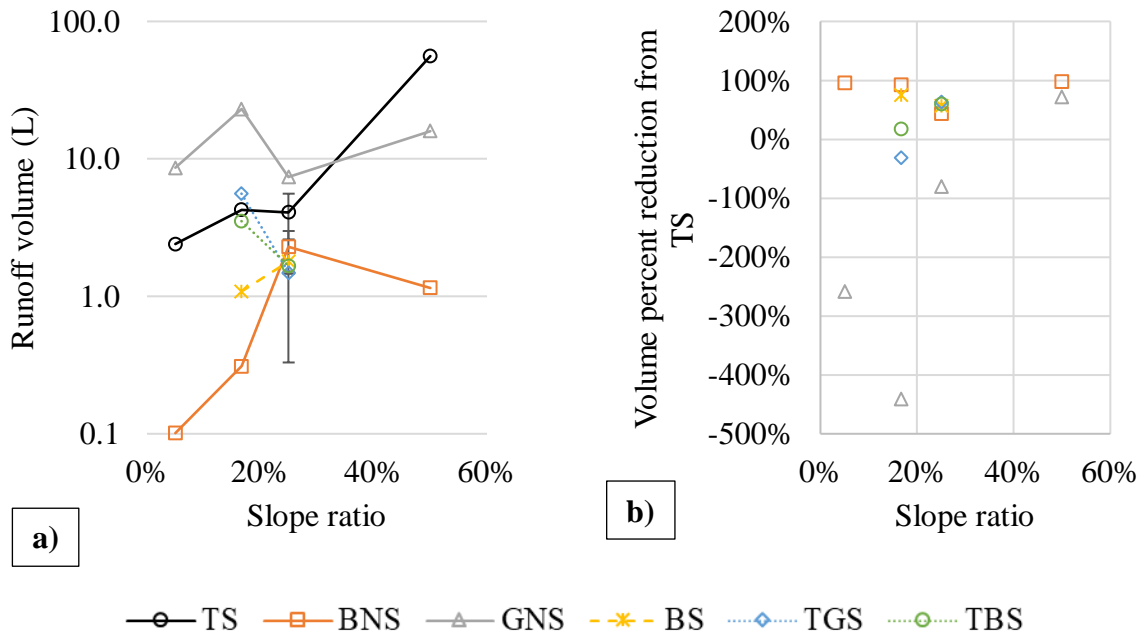 100.0
10.0
1.0
0.1
Runoff volume (L)
0%
20%
40%
60%
Slope ratio
a)
200%
100%
0%
-100%
-200%
-300%
-400%
-500%
Volume percent reduction from
TS
0%
20%
40%
60%
Slope ratio
b)
TS BNS GNS BS TGS TBS